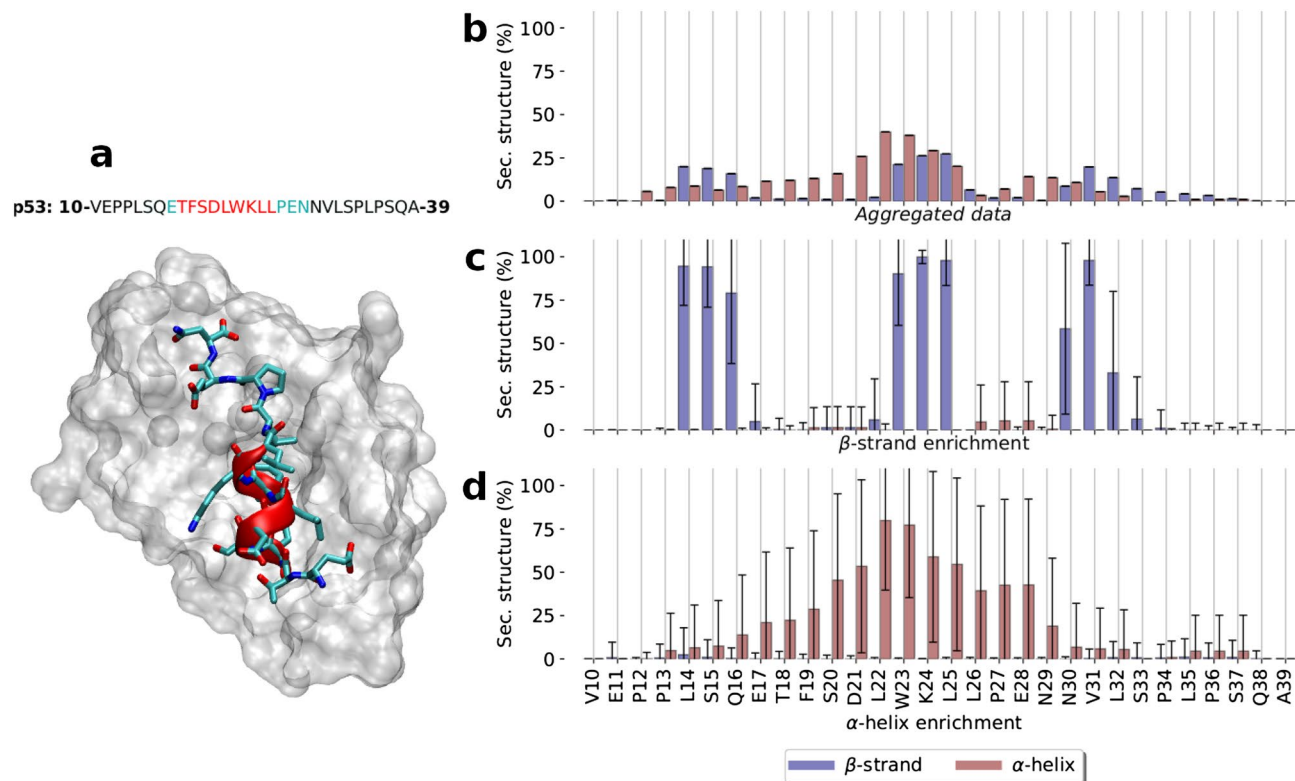 a
p53: 10-VEPPLSQETFSDLWKLLPENNVLSPLPSQA-39
b
Sec. structure (%)
100
75
50
25
0
Aggregated data
c
Sec. structure (%)
100
75
50
25
0
β-strand enrichment
d
Sec. structure (%)
100
75
50
25
0
V10 E11 P12 P13 L14 S15 Q16 E17 T18 F19 S20 D21 L22 W23 K24 L25 L26 P27 E28 N29 N30 V31 L32 S33 P34 L35 P36 S37 Q38 A39
α-helix enrichment
β-strand α-helix